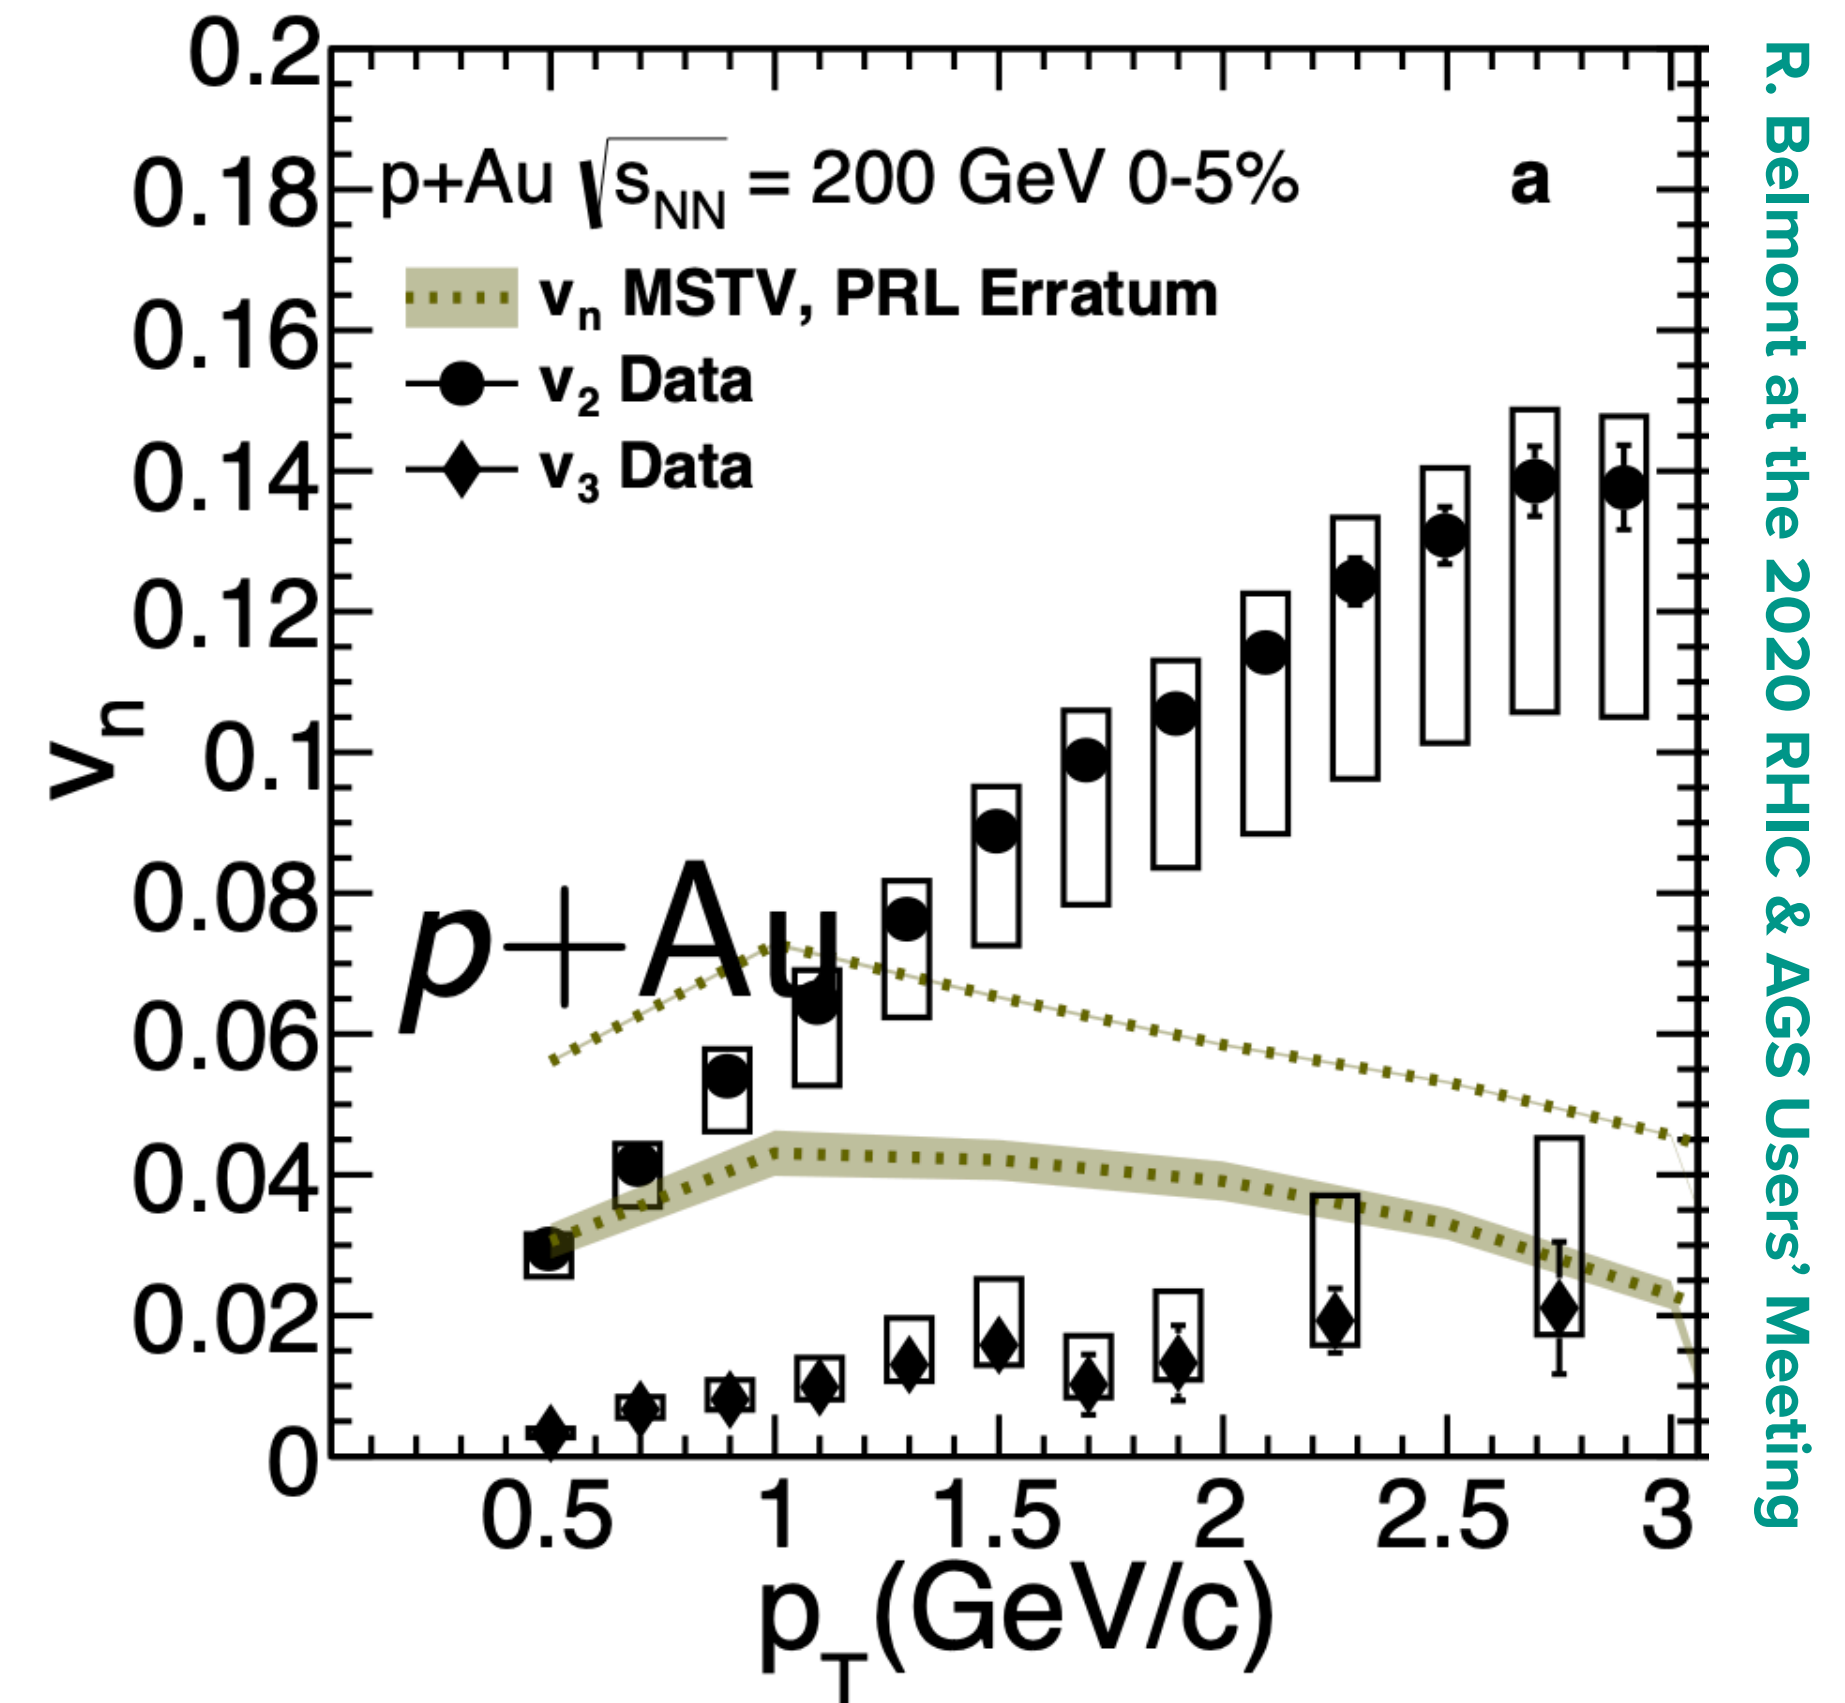 0.2
0.18
0.16
0.14
0.12
0.1
0.08
0.06
0.04
0.02
0
vn
p+Au √sNN = 200 GeV 0-5%
a
vn MSTV, PRL Erratum
v2 Data
v3 Data
p+Au
0.5 1 1.5 2 2.5 3
pT(GeV/c)
R. Belmont at the 2020 RHIC & AGS Users’ Meeting